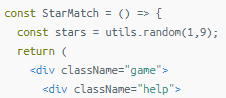 const StarMatch = () => {
  const stars = utils.random(1,9);
  return (
    <div className="game">
      <div className="help">